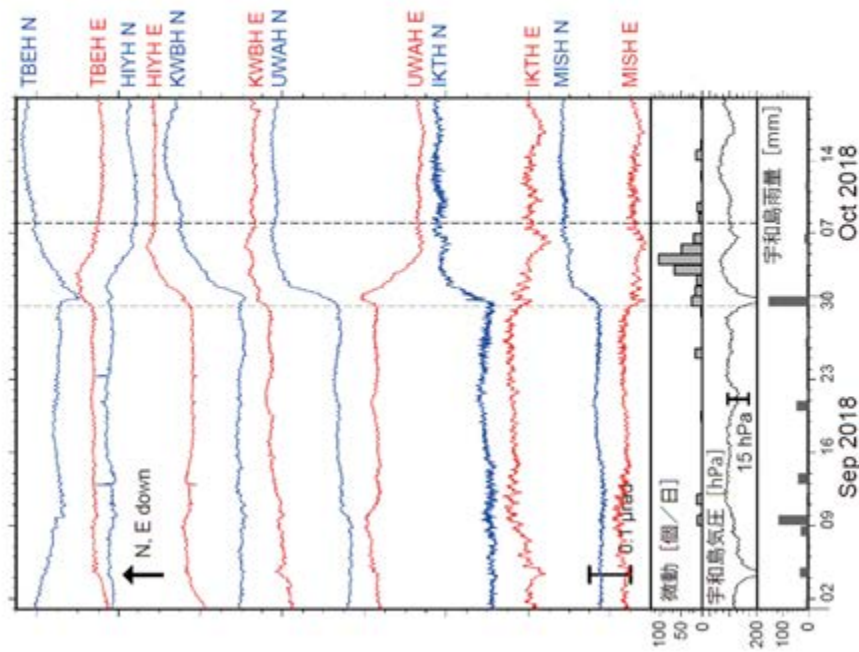 TBEH N
TBEH E
HIYH N
HIYH E
KWBH N
KWBH E
UWAH N
UWAH E
IKTH N
IKTH E
MISH N
MISH E
N, E down
0.1 μrad
微動 [個/日]
100
50
0
宇和島気圧 [hPa]
15 hPa
宇和島雨量 [mm]
200
100
0
02
09
16
23
30
07
14
Sep 2018
Oct 2018